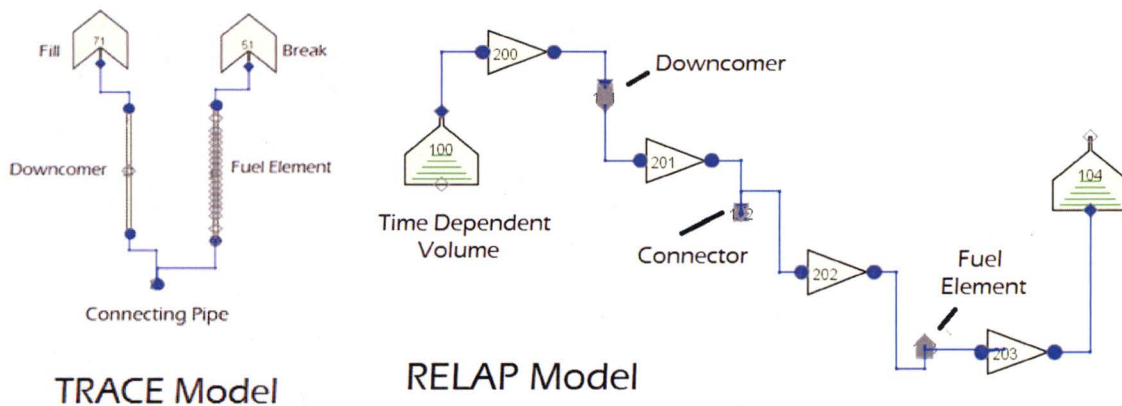 Fill
71
51
Break
Downcomer
Fuel Element
Connecting Pipe
TRACE Model
200
Downcomer
100
201
Time Dependent
Volume
Connector
202
Fuel
Element
203
104
RELAP Model